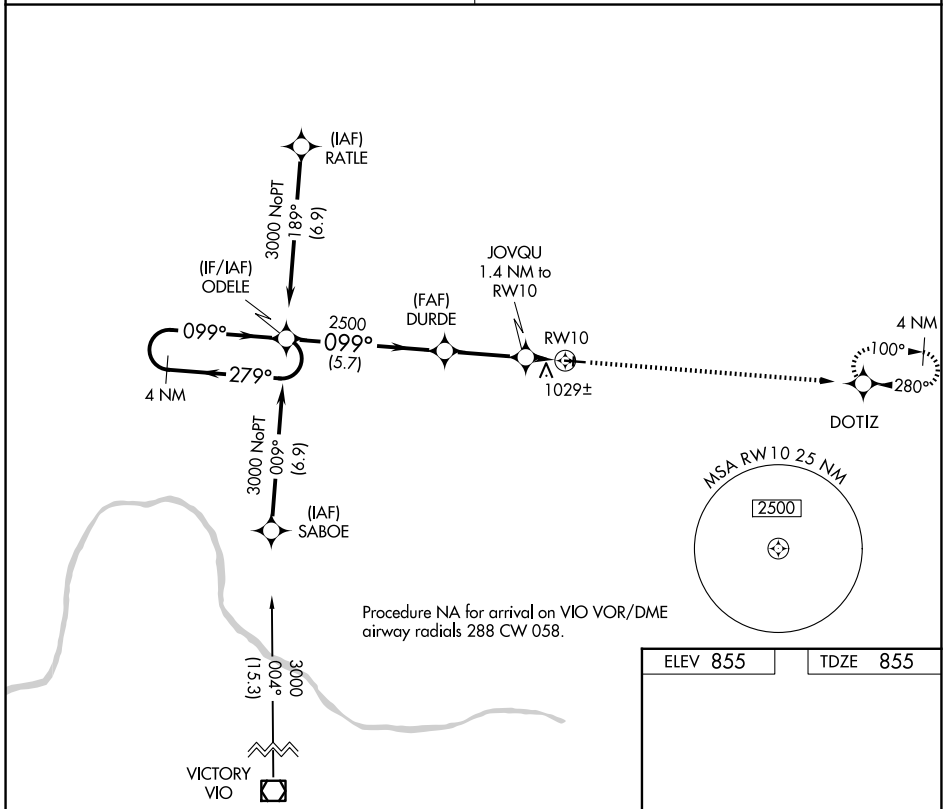 (IAF)
RATLE
3000 NoPT
189°
(6.9)
(IF/IAF)
ODELE
099°
279°
4 NM
2500
099°
(5.7)
(FAF)
DURDE
JOVQU
1.4 NM to
RW10
RW10
1029±
4 NM
100°
280°
DOTIZ
3000 NoPT
009°
(6.9)
(IAF)
SABOE
MSA RW10 25 NM
2500
Procedure NA for arrival on VIO VOR/DME
airway radials 288 CW 058.
3000
004°
(15.3)
VICTORY
VIO
ELEV 855
TDZE 855